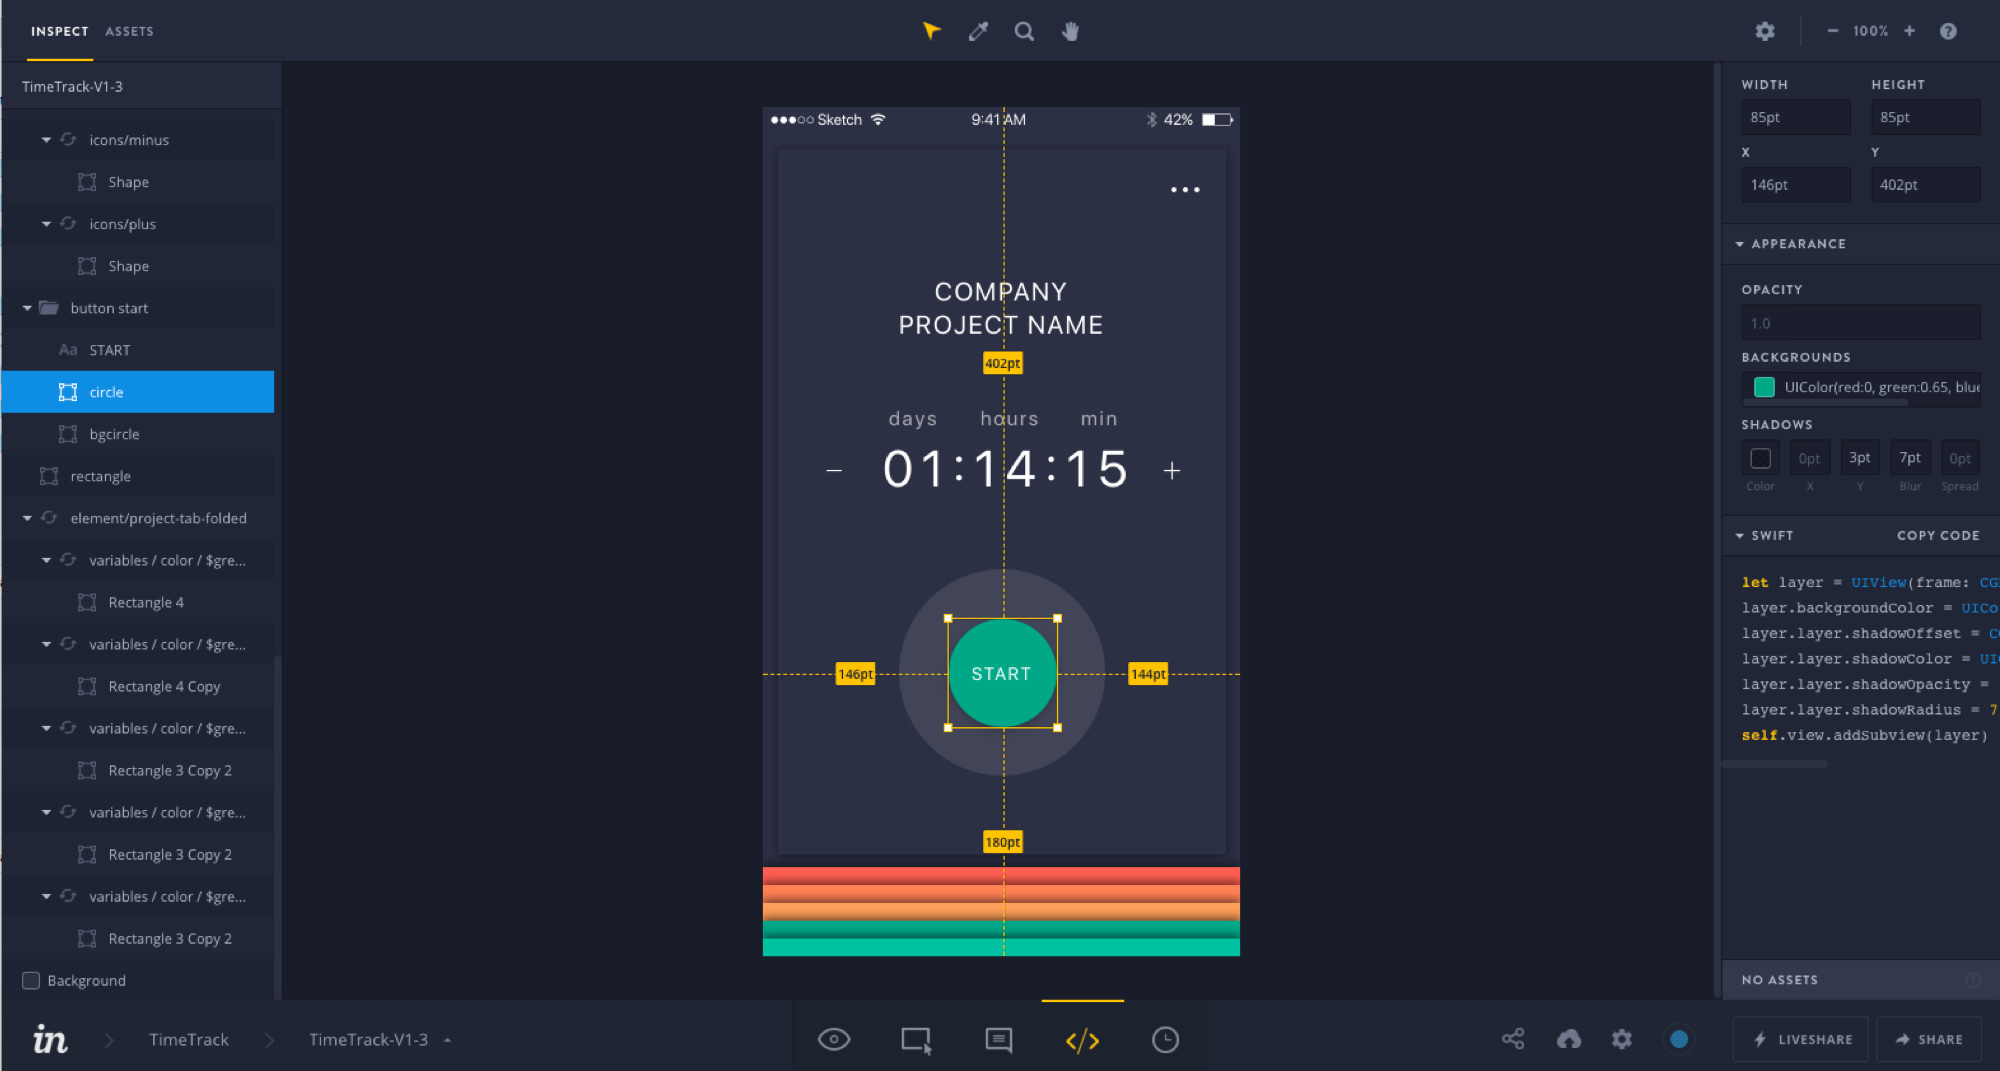 INSPECT ASSETS
100%
TimeTrack-V1-3
icons/minus
Shape
icons/plus
Shape
button start
Aa START
circle
bgcircle
rectangle
element/project-tab-folded
variables / color / $gre...
Rectangle 4
variables / color / $gre...
Rectangle 4 Copy
variables / color / $gre...
Rectangle 3 Copy 2
variables / color / $gre...
Rectangle 3 Copy 2
variables / color / $gre...
Rectangle 3 Copy 2
Background
Sketch 9:41 AM 42%
COMPANY
PROJECT NAME
402pt
days hours min
− 01:14:15 +
146pt START 144pt
180pt
WIDTH HEIGHT
85pt 85pt
X Y
146pt 402pt
APPEARANCE
OPACITY
1.0
BACKGROUNDS
UIColor(red:0, green:0.65, blue
SHADOWS
0pt 3pt 7pt 0pt
Color X Y Blur Spread
SWIFT COPY CODE
let layer = UIView(frame: CG
layer.backgroundColor = UICo
layer.layer.shadowOffset = C
layer.layer.shadowColor = UI
layer.layer.shadowOpacity =
layer.layer.shadowRadius = 7
self.view.addSubview(layer)
NO ASSETS
in TimeTrack TimeTrack-V1-3
</> LIVESHARE SHARE